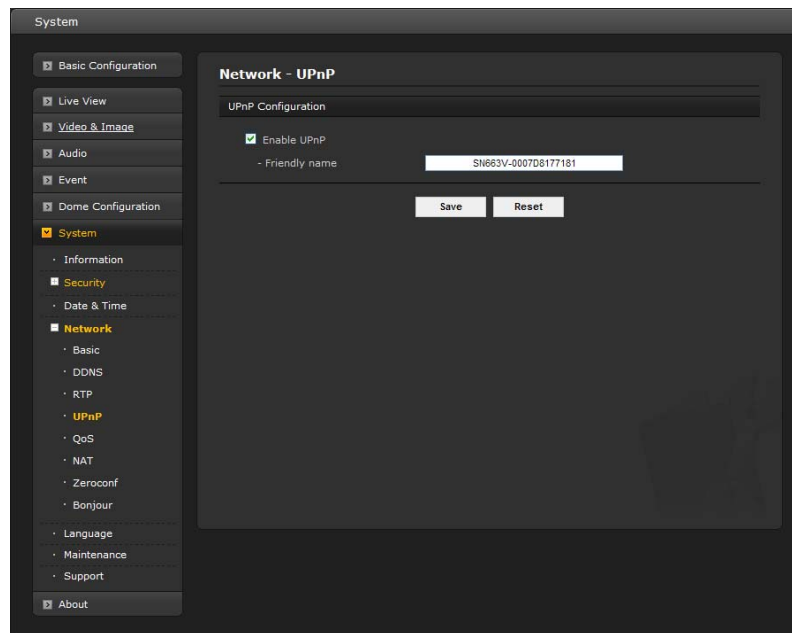 System
Basic Configuration
Live View
Video & Image
Audio
Event
Dome Configuration
System
Information
Security
Date & Time
Network
Basic
DDNS
RTP
UPnP
QoS
NAT
Zeroconf
Bonjour
Language
Maintenance
Support
About
Network - UPnP
UPnP Configuration
Enable UPnP
- Friendly name SN663V-0007D8177181
Save Reset